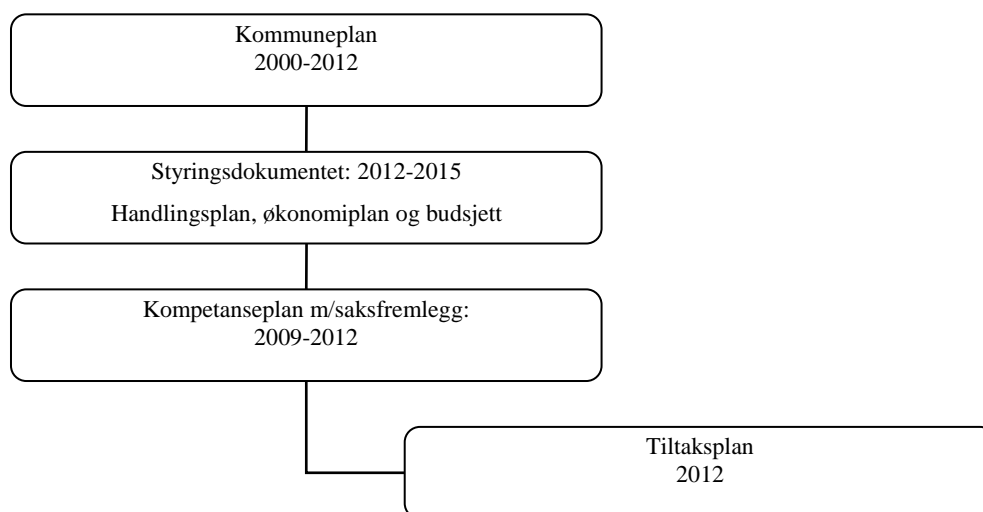 Kommuneplan
2000-2012
Styringsdokumentet: 2012-2015
Handlingsplan, økonomiplan og budsjett
Kompetanseplan m/saksfremlegg:
2009-2012
Tiltaksplan
2012